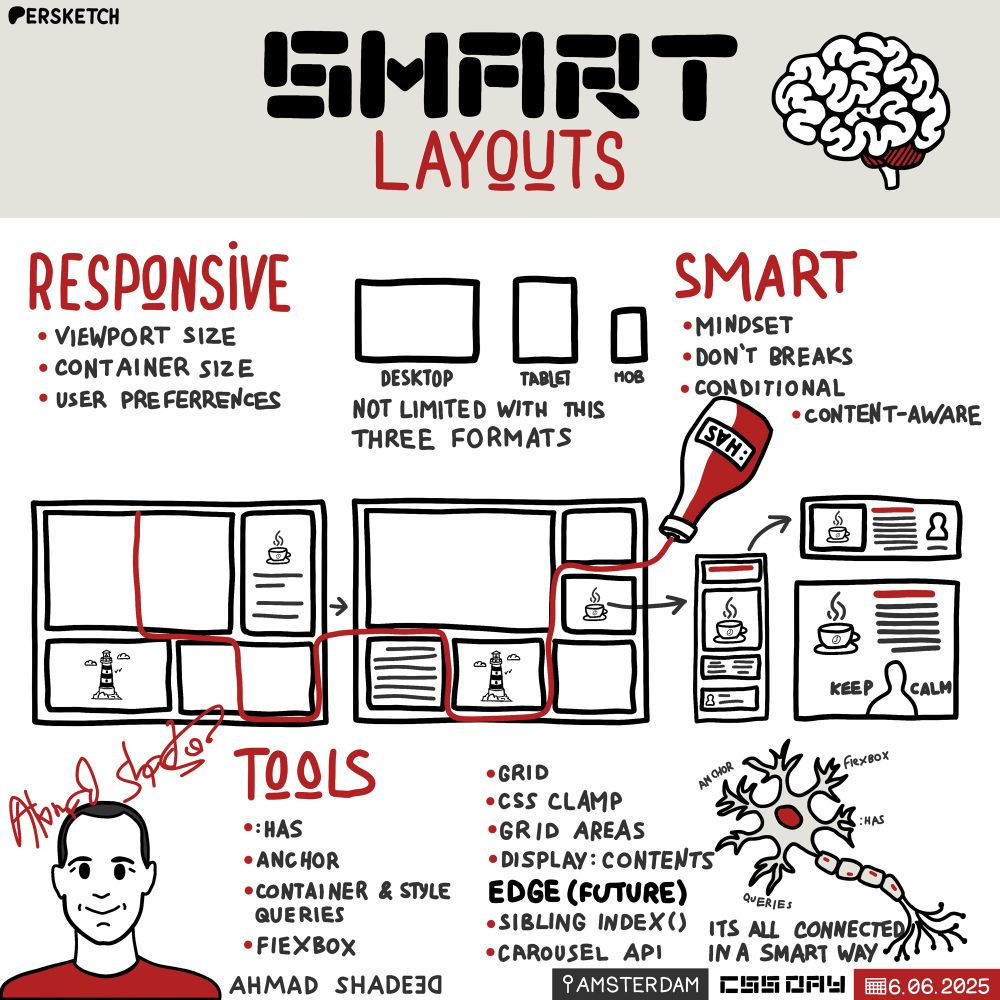 PERSKETCH
SMART
LAYOUTS
RESPONSIVE
• VIEWPORT SIZE
• CONTAINER SIZE
• USER PREFERRENCES
DESKTOP
TABLET
MOB
NOT LIMITED WITH THIS
THREE FORMATS
SMART
• MINDSET
• DON'T BREAKS
• CONDITIONAL
• CONTENT-AWARE
:HAS
KEEP CALM
Ahmad Shadeed
TOOLS
• :HAS
• ANCHOR
• CONTAINER & STYLE
QUERIES
• FlEXBOX
• GRID
• CSS CLAMP
• GRID AREAS
• DISPLAY: CONTENTS
EDGE (FUTURE)
• SIBLING INDEX()
• CAROUSEL API
ANCHOR
FlEXBOX
:HAS
QUERIES
ITS ALL CONNECTED
IN A SMART WAY
AHMAD SHADEED
AMSTERDAM
CSS DAY
6.06.2025